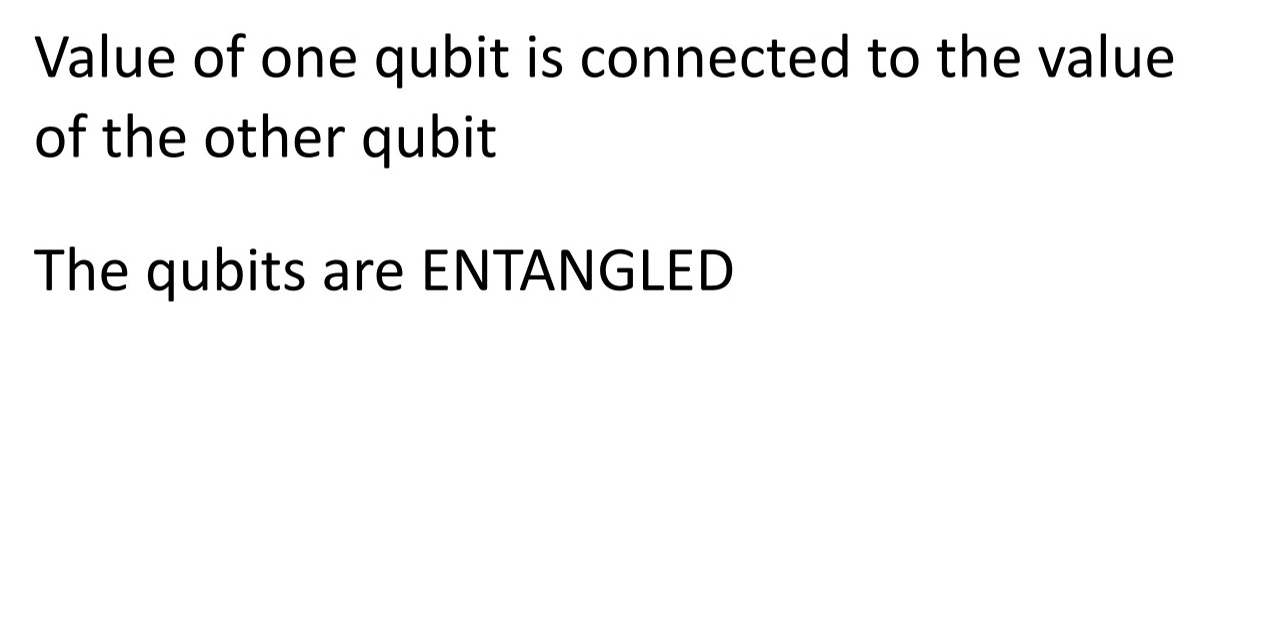 Value of one qubit is connected to the value
of the other qubit
The qubits are ENTANGLED